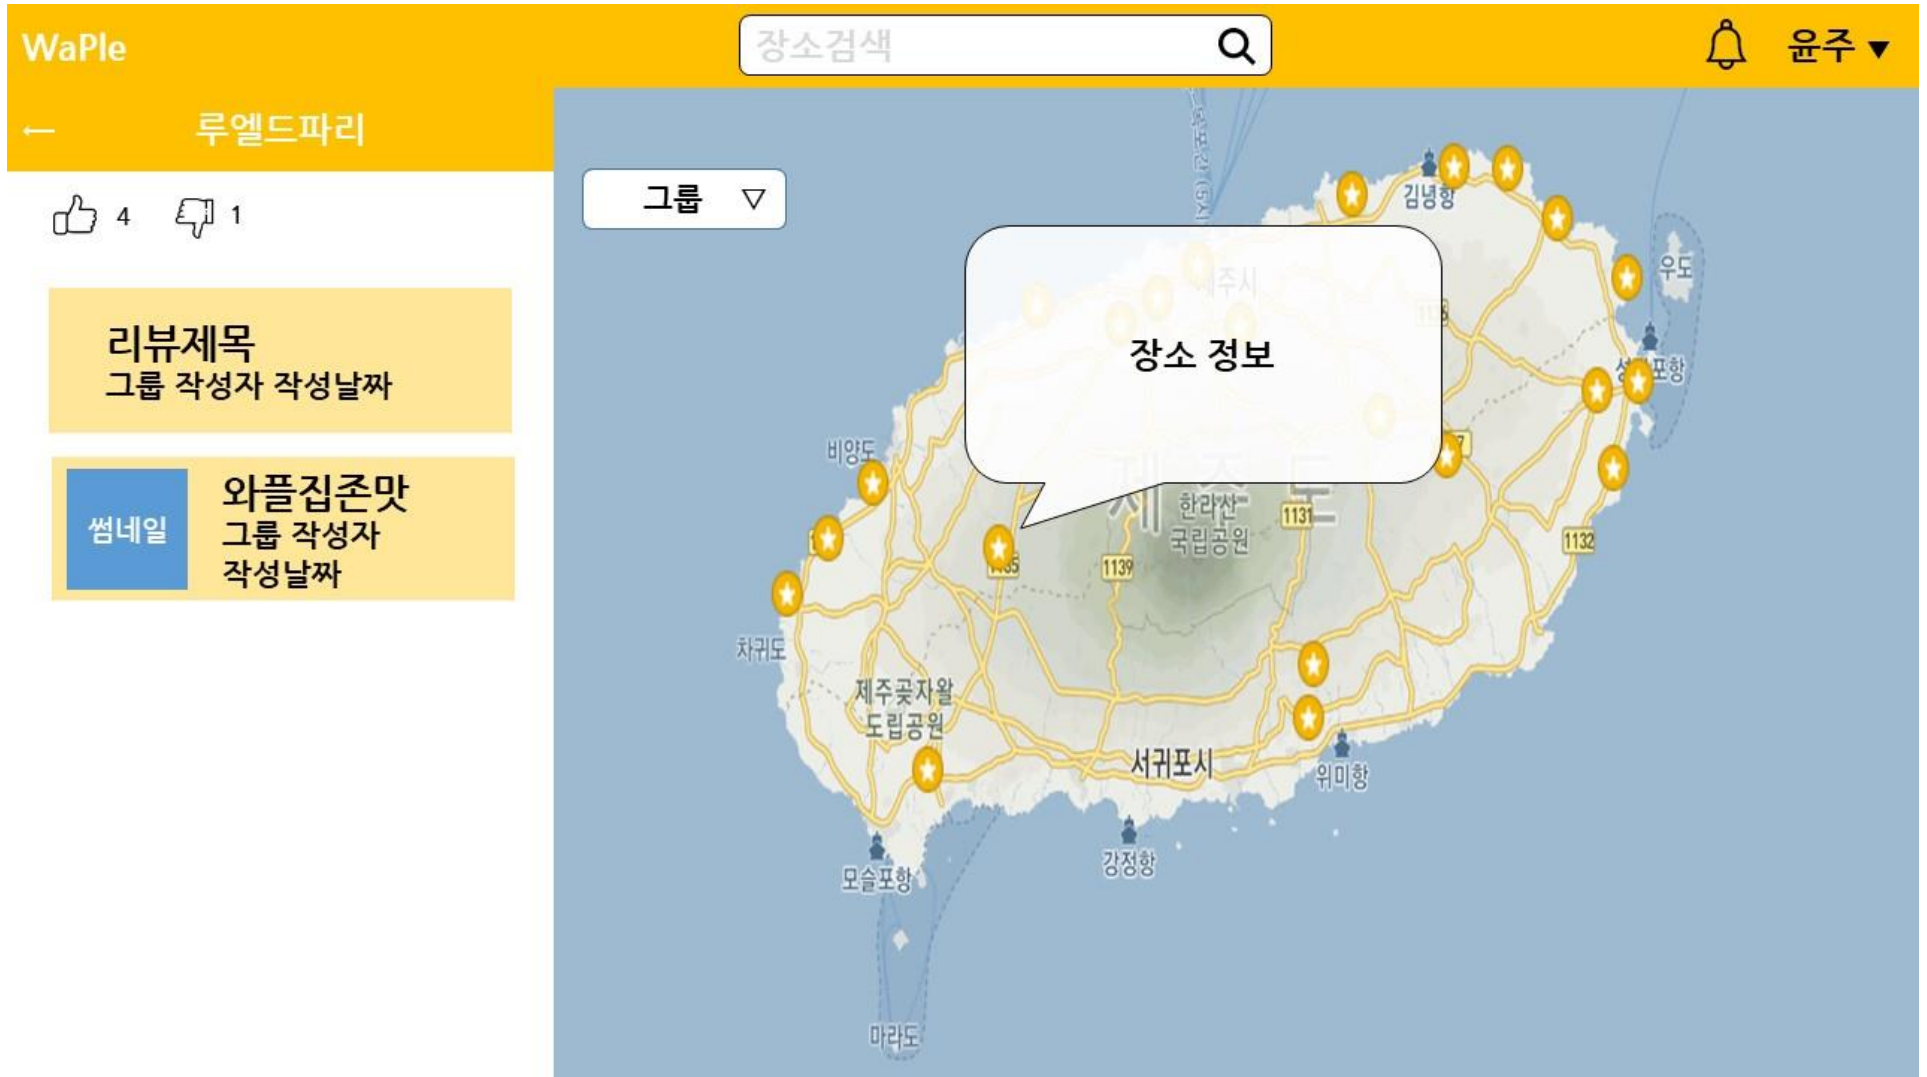 WaPle
장소검색
윤주 ▼
← 루엘드파리
4
1
리뷰제목
그룹 작성자 작성날짜
썸네일
와플집존맛
그룹 작성자
작성날짜
그룹 ▽
김녕항
우도
장소 정보
비양도
제주도
한라산
국립공원
1131
1132
1139
차귀도
제주곶자왈
도립공원
서귀포시
위미항
강정항
모슬포항
마라도